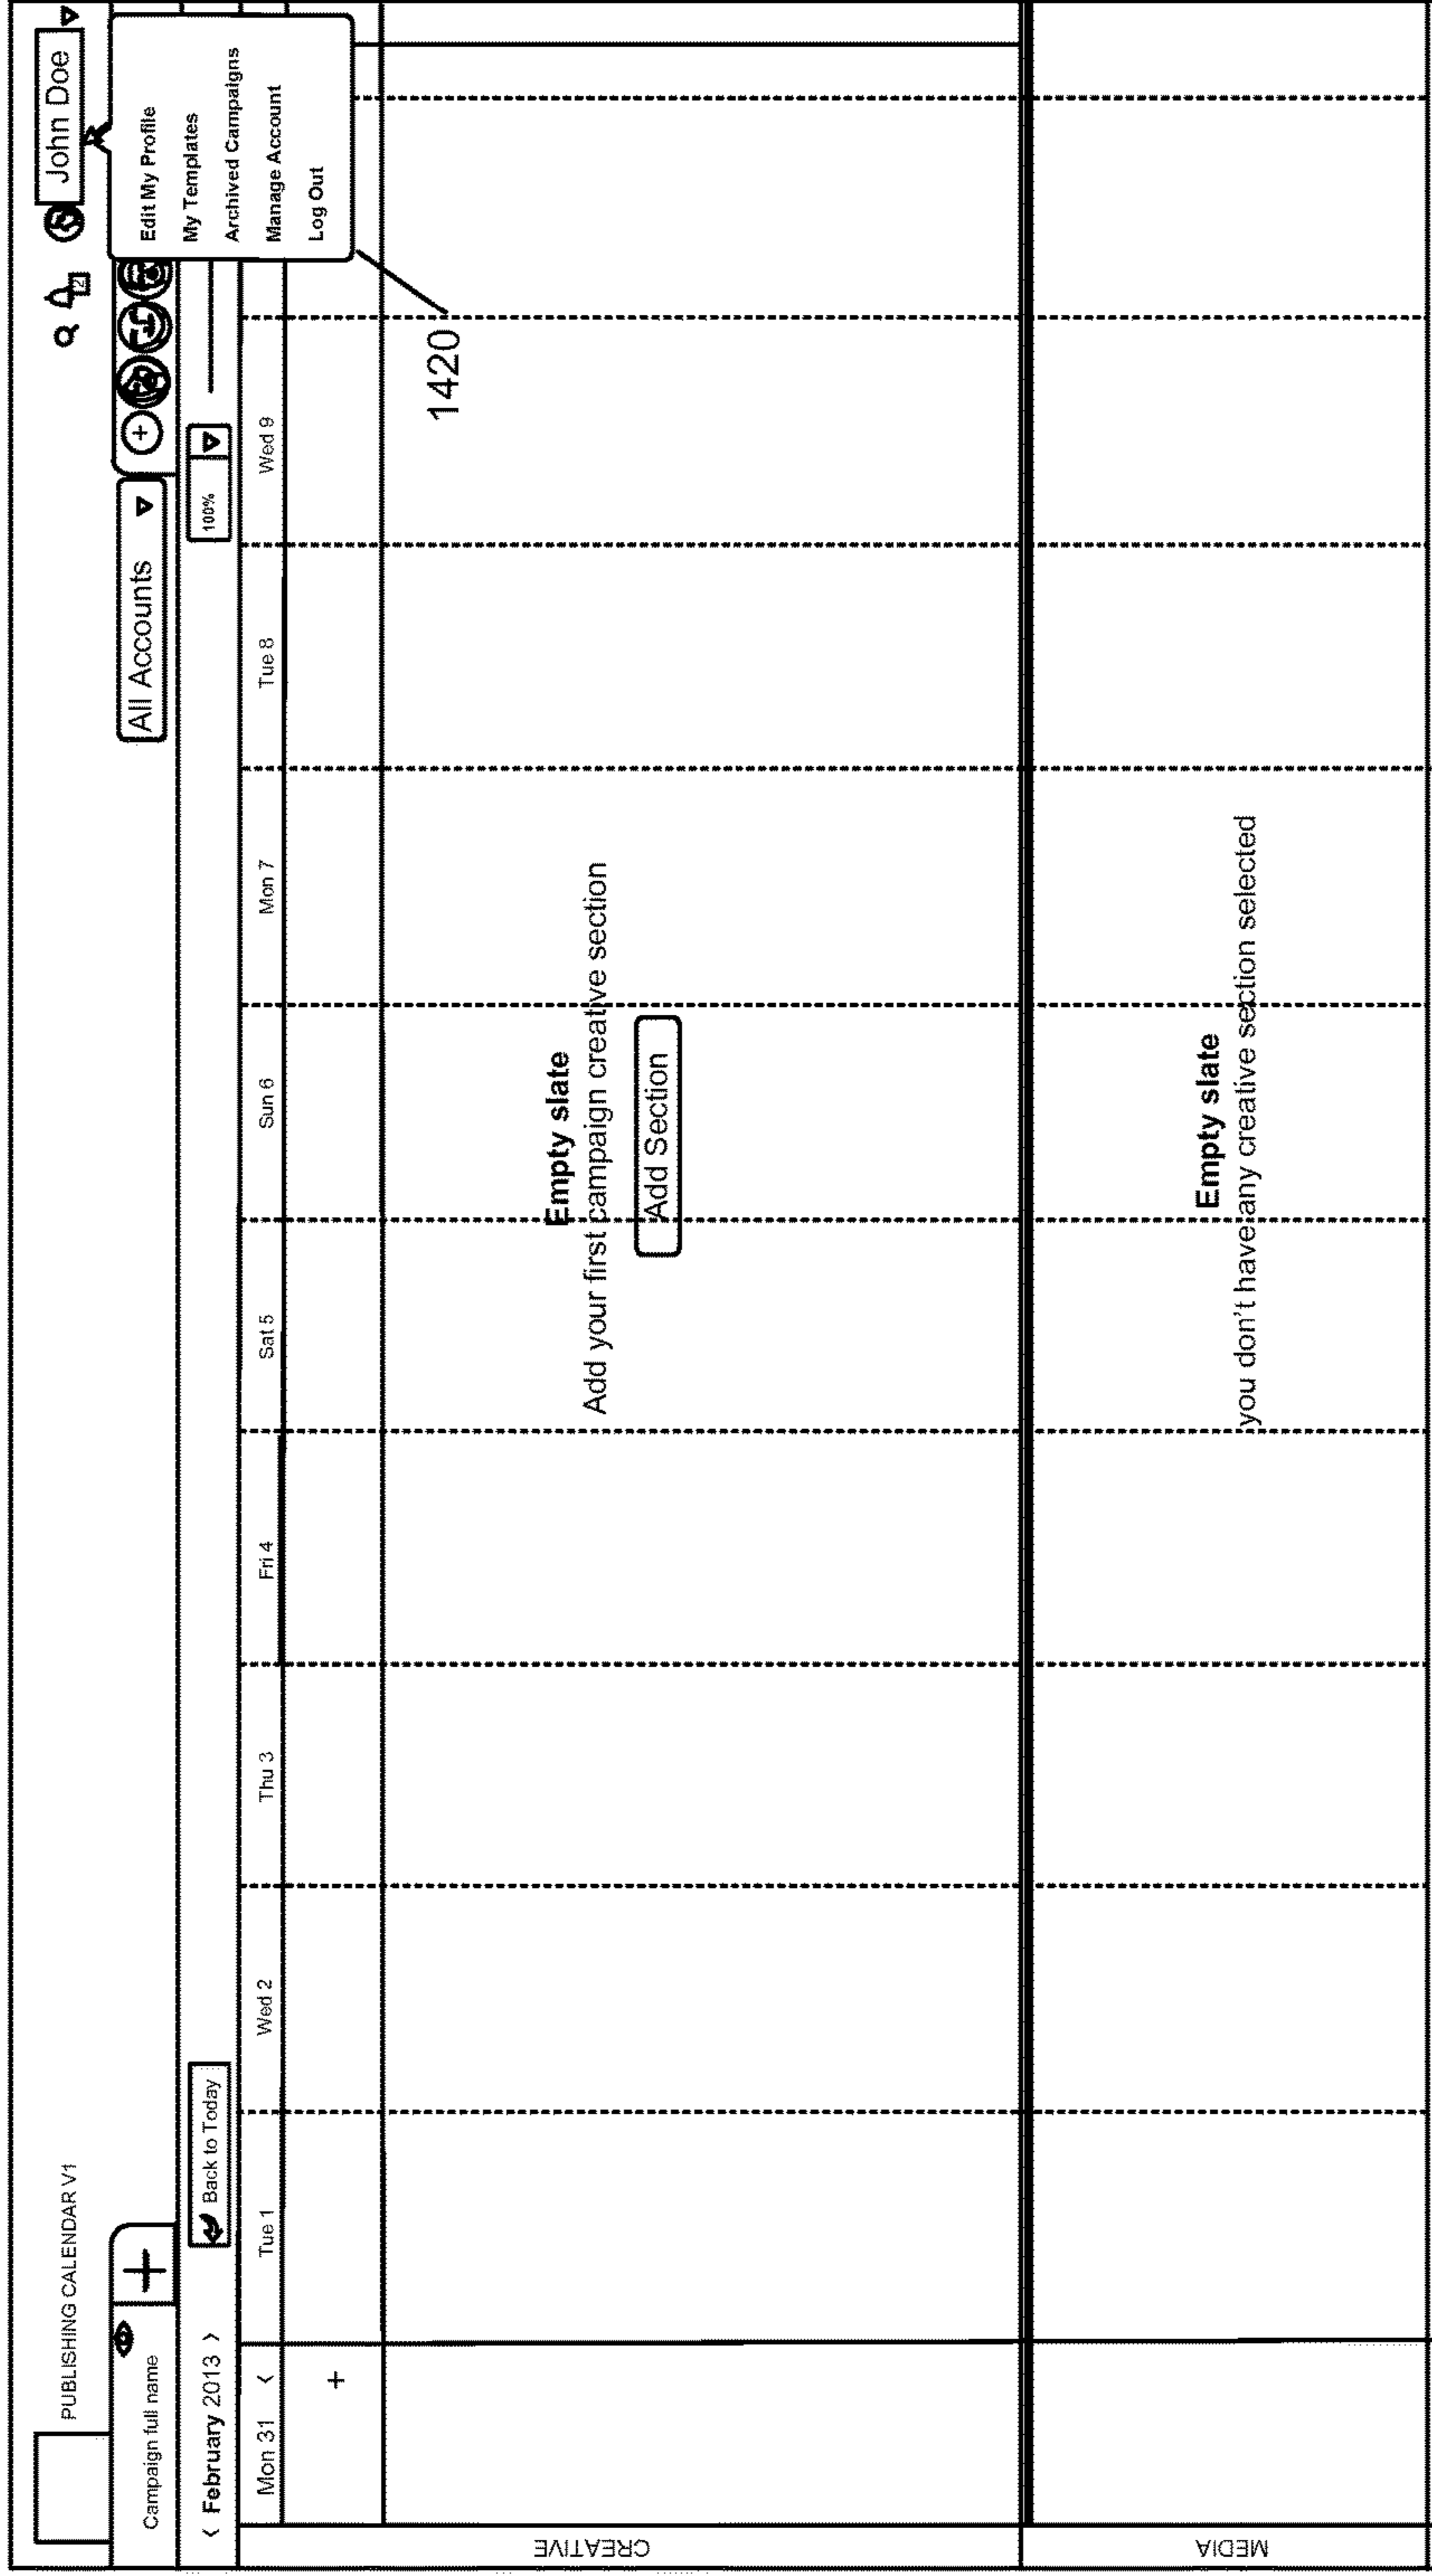 PUBLISHING CALENDAR V1
2
John Doe
Campaign full name
+
All Accounts
+
Edit My Profile
My Templates
Archived Campaigns
Manage Account
Log Out
< February 2013 >
Back to Today
100%
Mon 31 <
Tue 1
Wed 2
Thu 3
Fri 4
Sat 5
Sun 6
Mon 7
Tue 8
Wed 9
+
1420
CREATIVE
Empty slate
Add your first campaign creative section
Add Section
MEDIA
Empty slate
you don't have any creative section selected